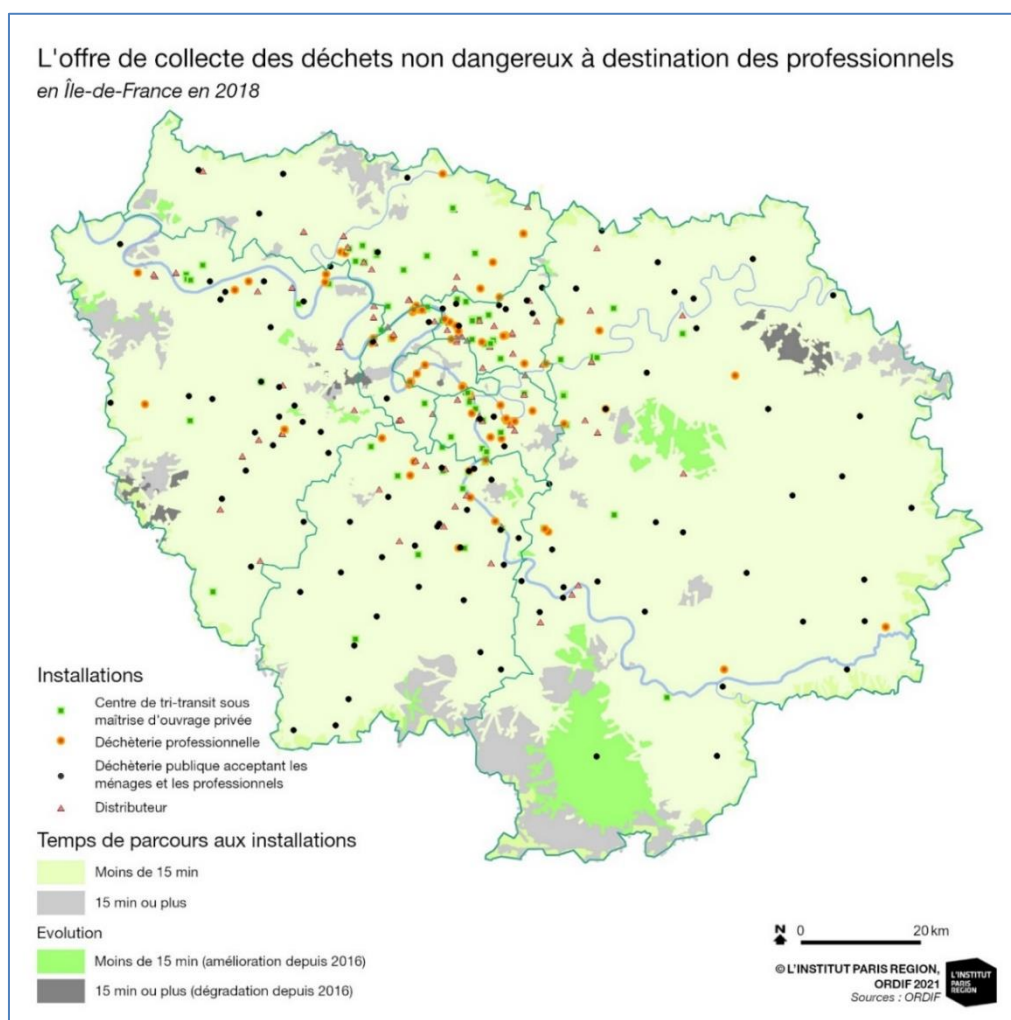 L'offre de collecte des déchets non dangereux à destination des professionnels
en Île-de-France en 2018
Installations
Centre de tri-transit sous
maîtrise d'ouvrage privée
Déchèterie professionnelle
Déchèterie publique acceptant les
ménages et les professionnels
Distributeur
Temps de parcours aux installations
Moins de 15 min
15 min ou plus
Evolution
Moins de 15 min (amélioration depuis 2016)
15 min ou plus (dégradation depuis 2016)
N 0 20 km
© L'INSTITUT PARIS REGION,
ORDIF 2021
Sources : ORDIF
L'INSTITUT
PARIS
REGION